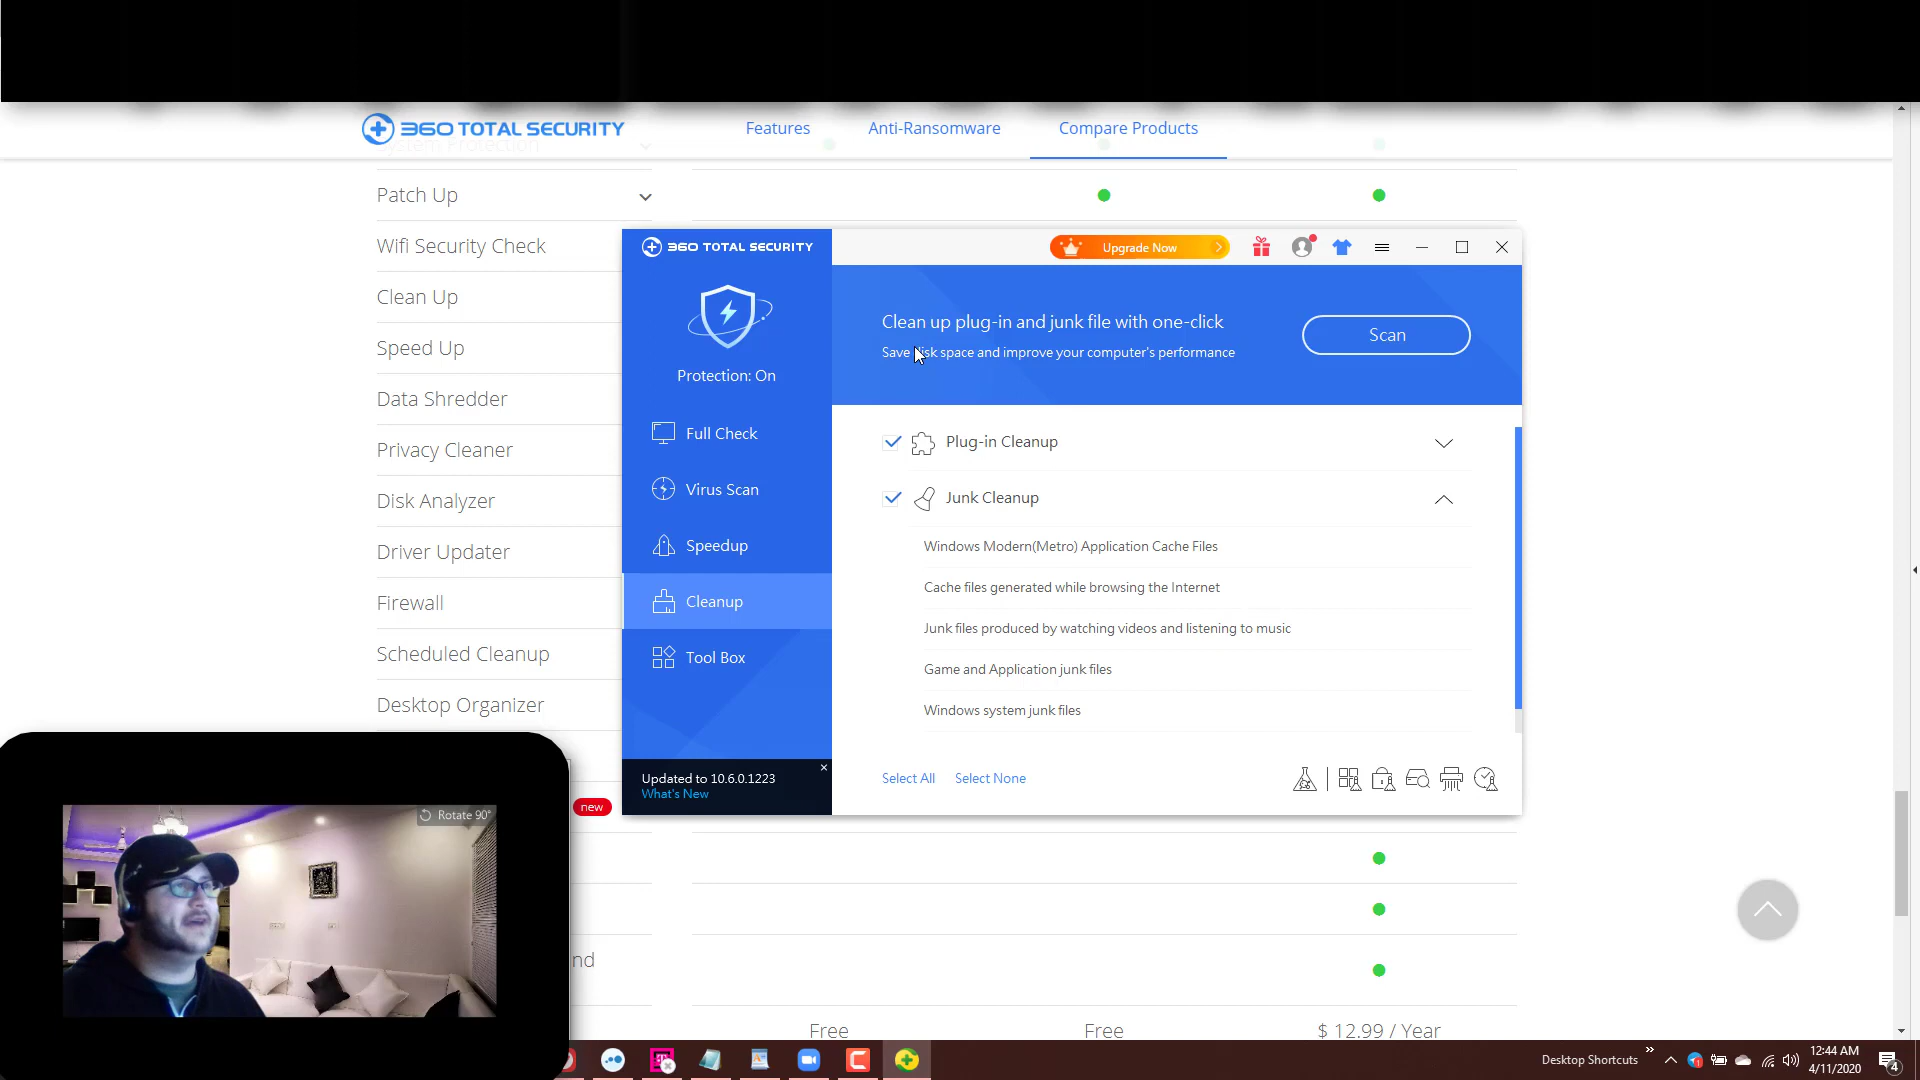 360 TOTAL SECURITY
Features
Anti-Ransomware
Compare Products
System Protection
Patch Up
Wifi Security Check
Clean Up
Speed Up
Data Shredder
Privacy Cleaner
Disk Analyzer
Driver Updater
Firewall
Scheduled Cleanup
Desktop Organizer
new
nd
Free
Free
$ 12.99 / Year
360 TOTAL SECURITY
Upgrade Now
Protection: On
Full Check
Virus Scan
Speedup
Cleanup
Tool Box
Updated to 10.6.0.1223
What's New
Clean up plug-in and junk file with one-click
Save disk space and improve your computer's performance
Scan
Plug-in Cleanup
Junk Cleanup
Windows Modern(Metro) Application Cache Files
Cache files generated while browsing the Internet
Junk files produced by watching videos and listening to music
Game and Application junk files
Windows system junk files
Select All
Select None
Rotate 90°
Desktop Shortcuts
12:44 AM
4/11/2020
4